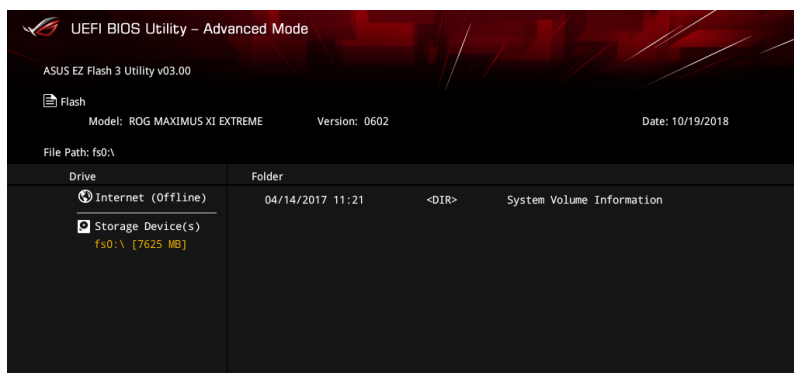 UEFI BIOS Utility – Advanced Mode
ASUS EZ Flash 3 Utility v03.00
Flash
Model: ROG MAXIMUS XI EXTREME Version: 0602 Date: 10/19/2018
File Path: fs0:\
Drive Folder
Internet (Offline) 04/14/2017 11:21 <DIR> System Volume Information
Storage Device(s)
fs0:\ [7625 MB]